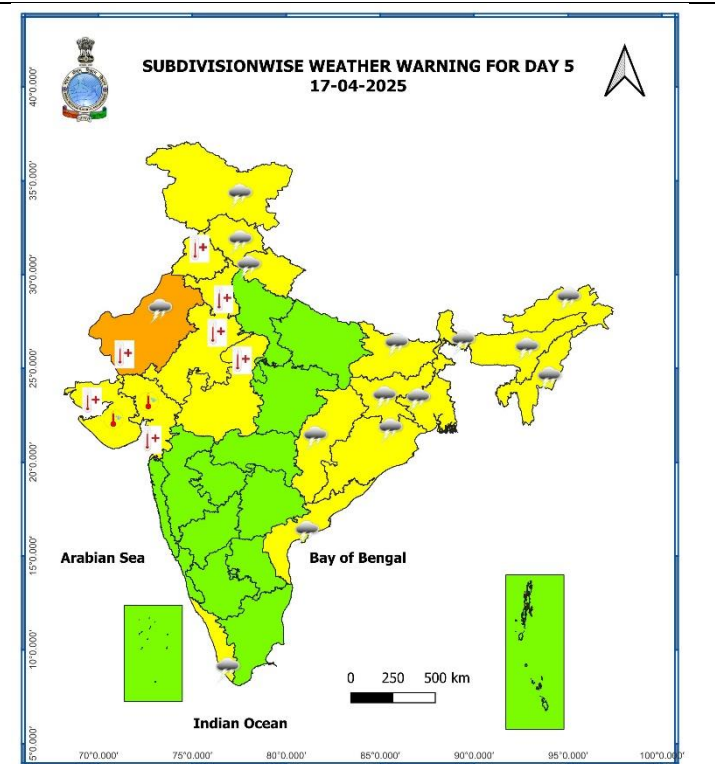 SUBDIVISIONWISE WEATHER WARNING FOR DAY 5
17-04-2025
40°0.000'
35°0.000'
30°0.000'
25°0.000'
20°0.000'
15°0.000'
10°0.000'
5°0.000'
Arabian Sea
Bay of Bengal
0 250 500 km
Indian Ocean
70°0.000' 75°0.000' 80°0.000' 85°0.000' 90°0.000' 95°0.000' 100°0.000'